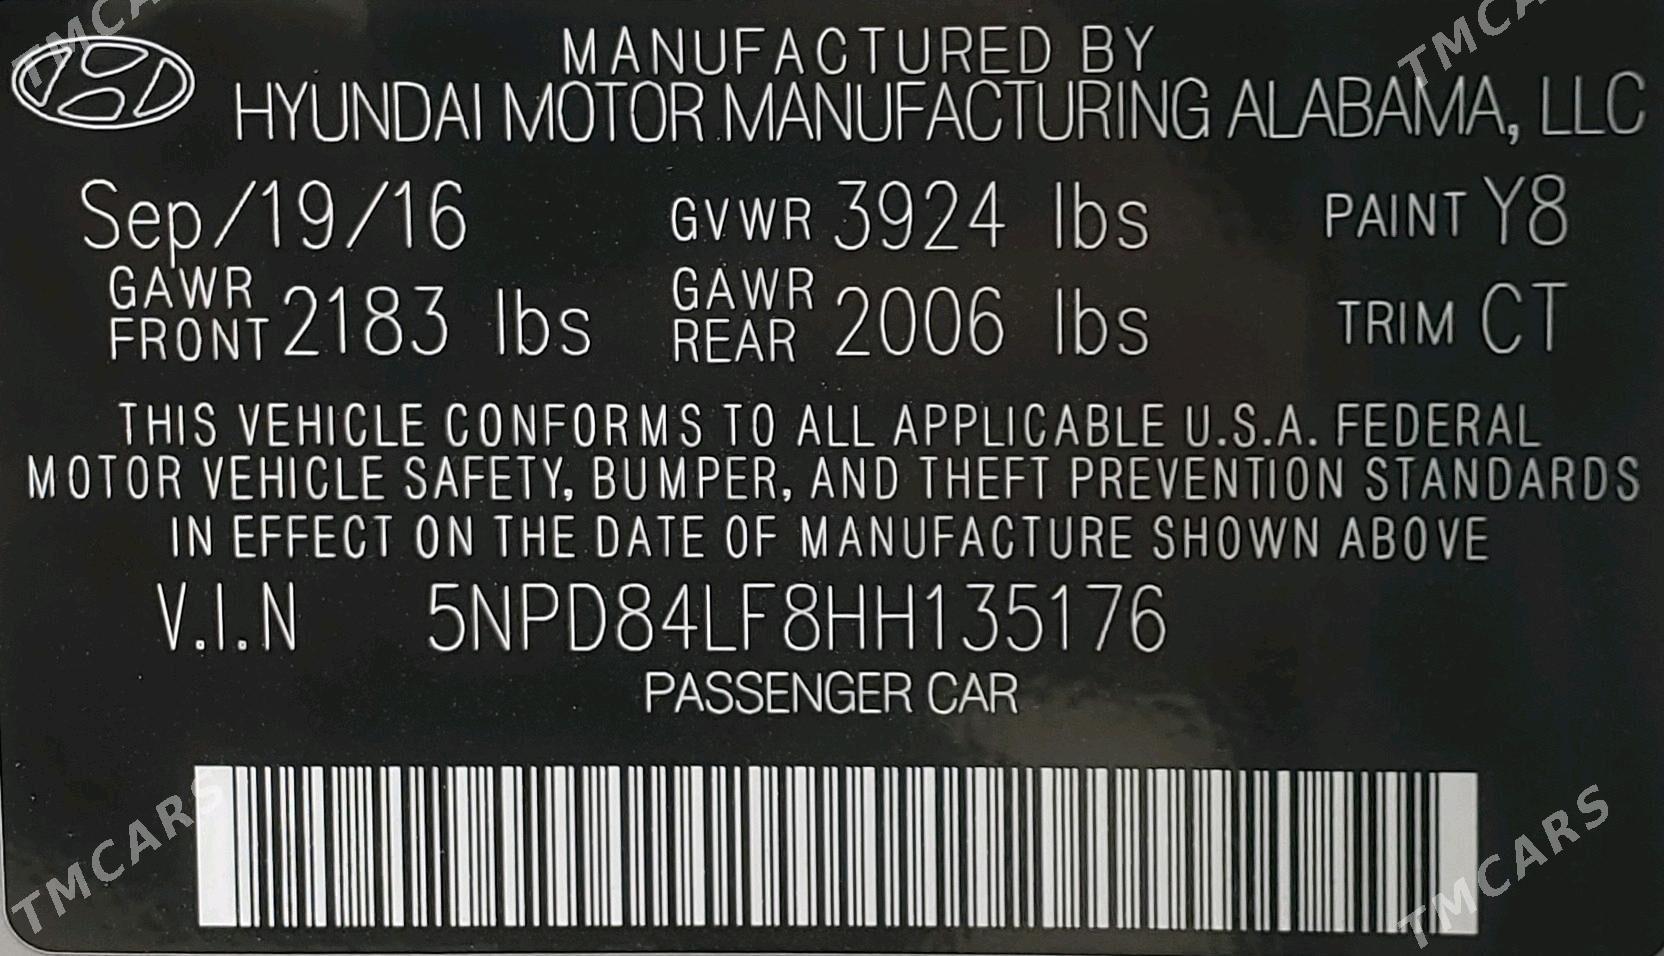 MANUFACTURED BY
HYUNDAI MOTOR MANUFACTURING ALABAMA, LLC
Sep/19/16 GVWR 3924 lbs PAINT Y8
GAWR FRONT 2183 lbs GAWR REAR 2006 lbs TRIM CT
THIS VEHICLE CONFORMS TO ALL APPLICABLE U.S.A. FEDERAL
MOTOR VEHICLE SAFETY, BUMPER, AND THEFT PREVENTION STANDARDS
IN EFFECT ON THE DATE OF MANUFACTURE SHOWN ABOVE
V.I.N 5NPD84LF8HH135176
PASSENGER CAR
TMCARS
TMCARS
TMCARS
TMCARS